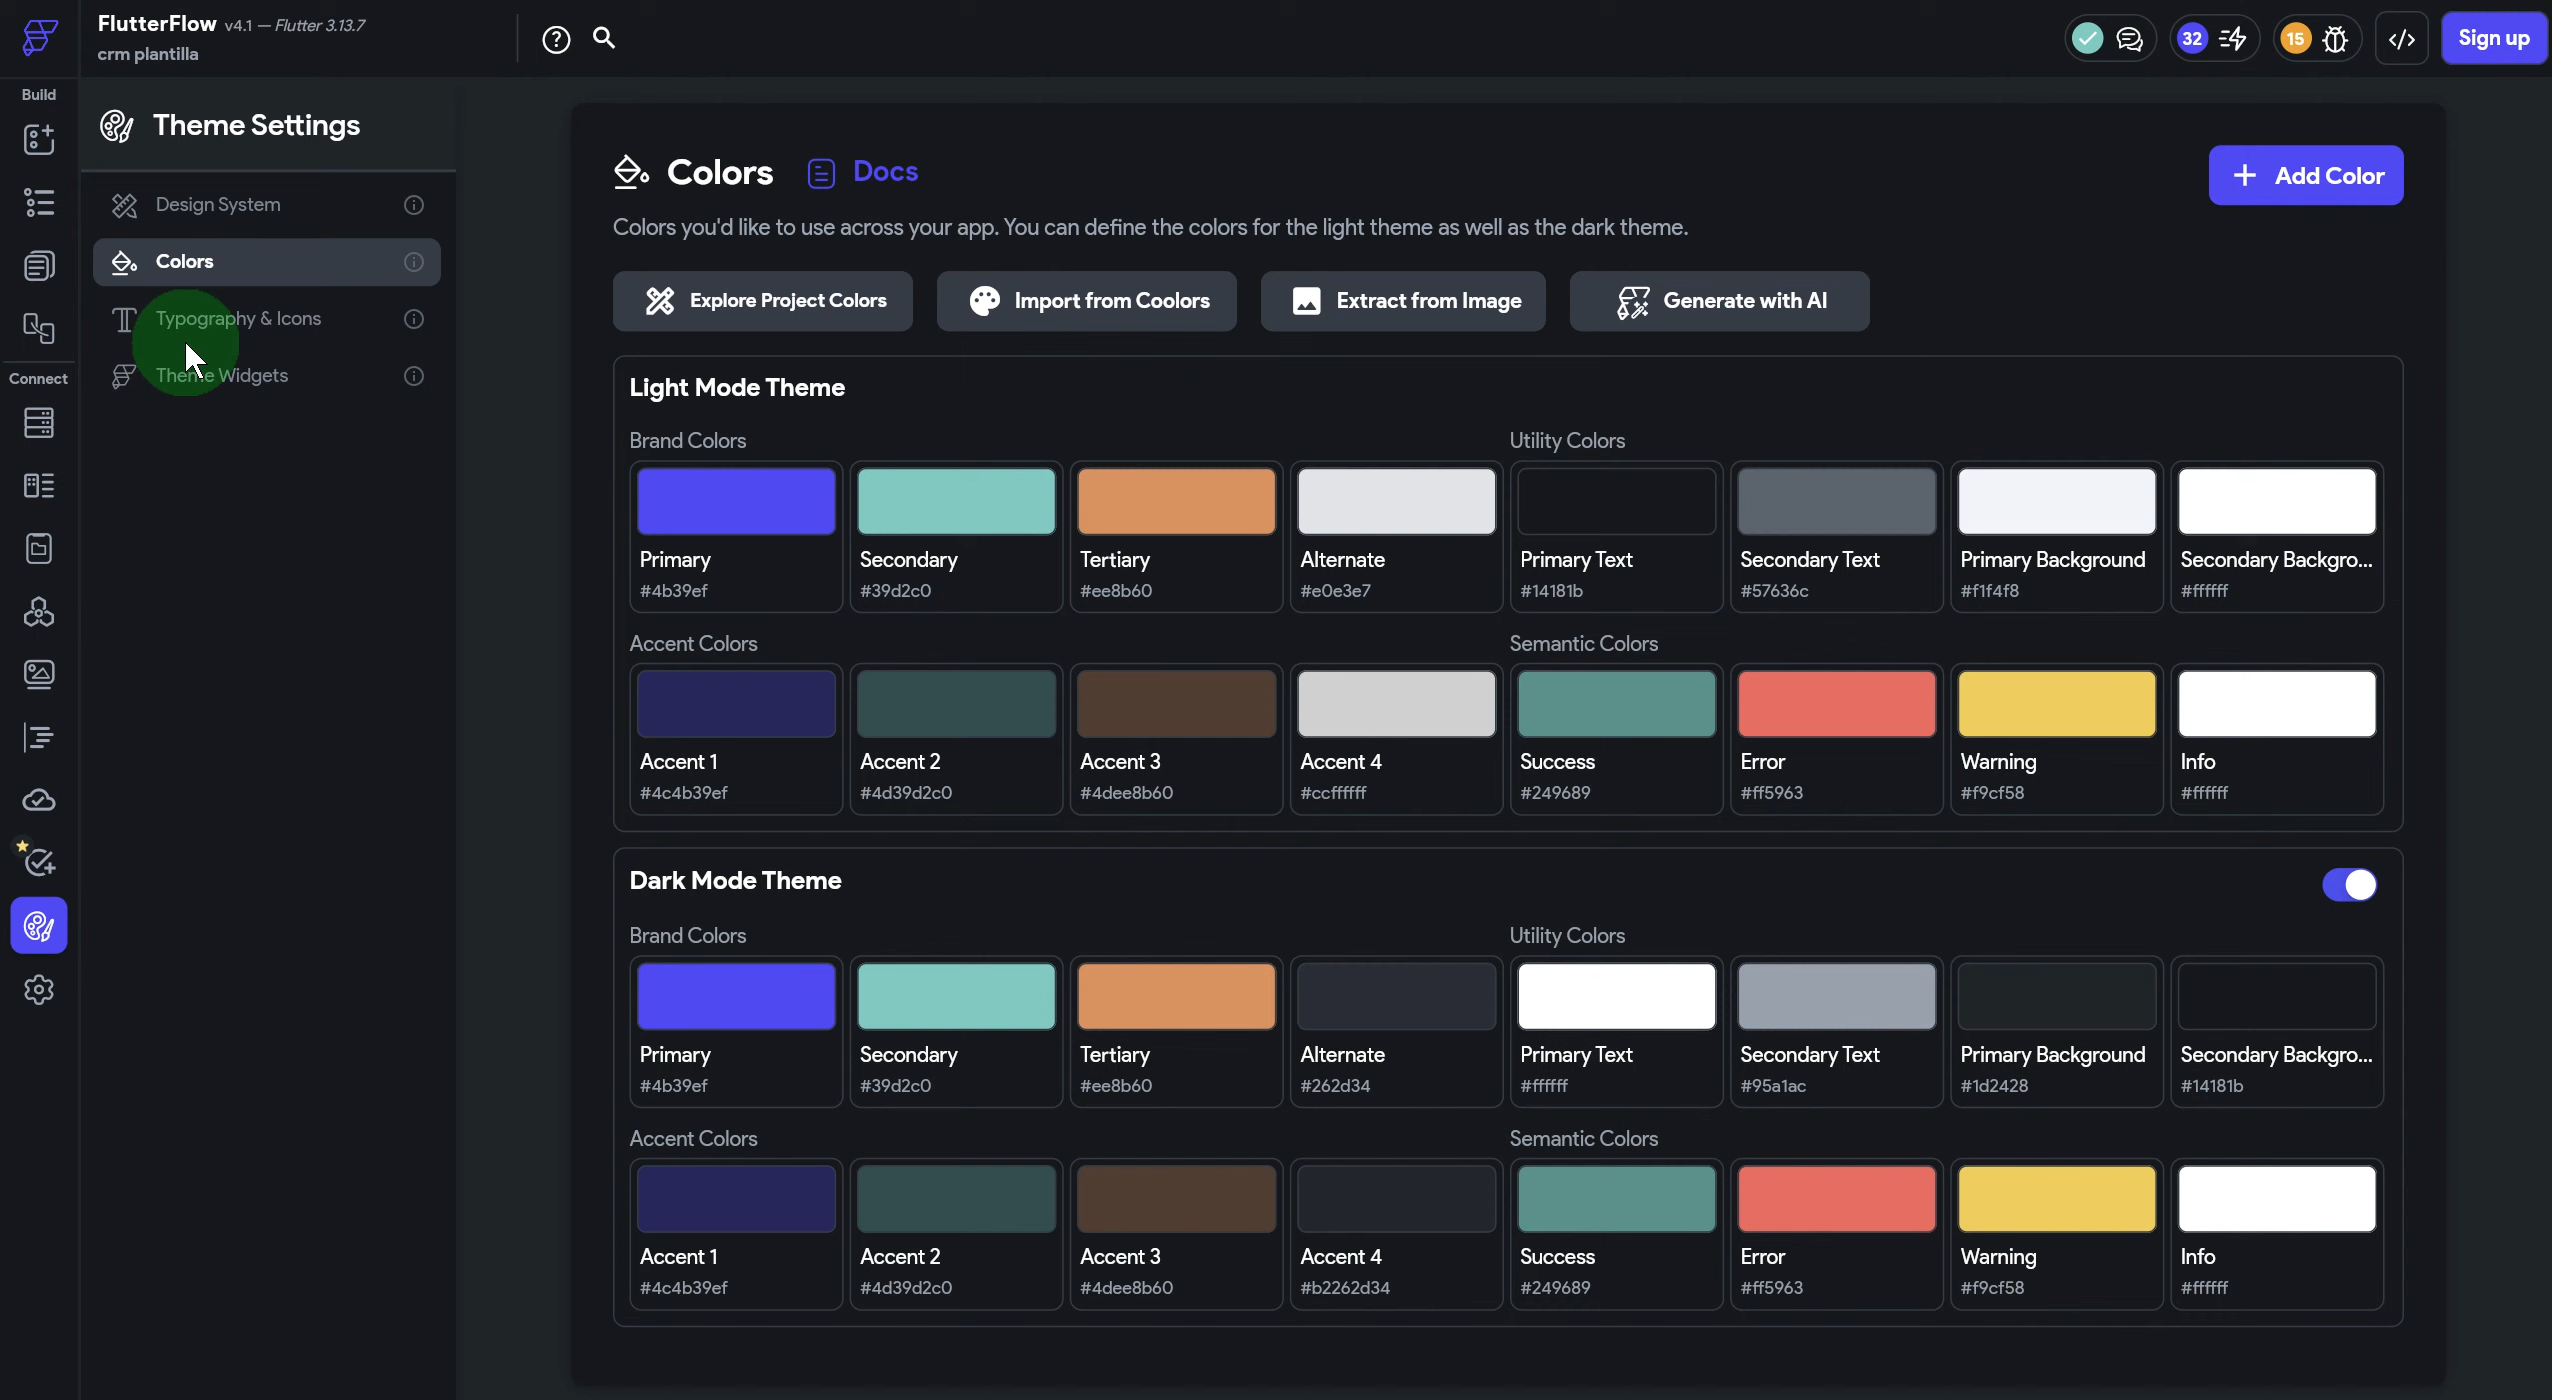 FlutterFlow v4.1 — Flutter 3.13.7
crm plantilla
32
15
Sign up
Build
Connect
Theme Settings
Design System
Colors
Typography & Icons
Theme Widgets
Colors
Docs
Add Color
Colors you'd like to use across your app. You can define the colors for the light theme as well as the dark theme.
Explore Project Colors
Import from Coolors
Extract from Image
Generate with AI
Light Mode Theme
Brand Colors
Primary
#4b39ef
Secondary
#39d2c0
Tertiary
#ee8b60
Alternate
#e0e3e7
Utility Colors
Primary Text
#14181b
Secondary Text
#57636c
Primary Background
#f1f4f8
Secondary Backgro...
#ffffff
Accent Colors
Accent 1
#4c4b39ef
Accent 2
#4d39d2c0
Accent 3
#4dee8b60
Accent 4
#ccffffff
Semantic Colors
Success
#249689
Error
#ff5963
Warning
#f9cf58
Info
#ffffff
Dark Mode Theme
Brand Colors
Primary
#4b39ef
Secondary
#39d2c0
Tertiary
#ee8b60
Alternate
#262d34
Utility Colors
Primary Text
#ffffff
Secondary Text
#95a1ac
Primary Background
#1d2428
Secondary Backgro...
#14181b
Accent Colors
Accent 1
#4c4b39ef
Accent 2
#4d39d2c0
Accent 3
#4dee8b60
Accent 4
#b2262d34
Semantic Colors
Success
#249689
Error
#ff5963
Warning
#f9cf58
Info
#ffffff